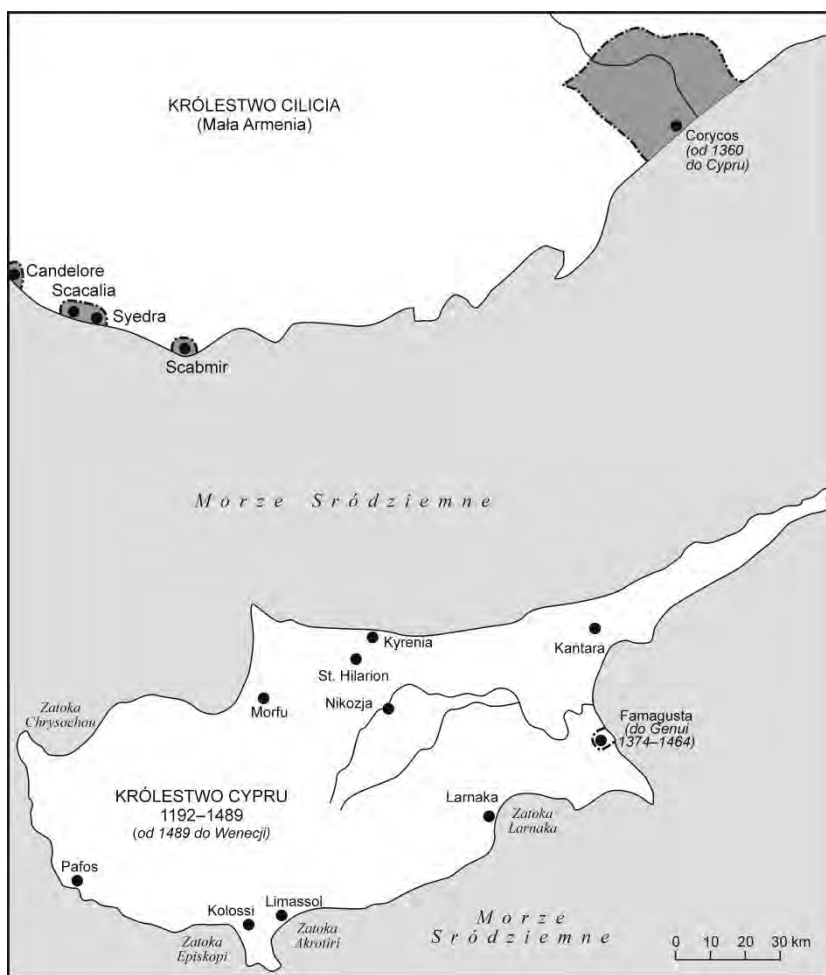 KRÓLESTWO CILICIA
(Mała Armenia)
Corycos
(od 1360
do Cypru)
Candelore
Scacalia
Syedra
Scabmir
Morze Sródziemne
Kyrenia
Kantara
St. Hilarion
Zatoka
Chrysochou
Morfu
Nikozja
Famagusta
(do Genui
1374–1464)
KRÓLESTWO CYPRU
1192–1489
(od 1489 do Wenecji)
Larnaka
Zatoka
Larnaka
Pafos
Kolossi
Limassol
Zatoka
Episkopi
Zatoka
Akrotiri
Morze
Sródziemne
0 10 20 30 km